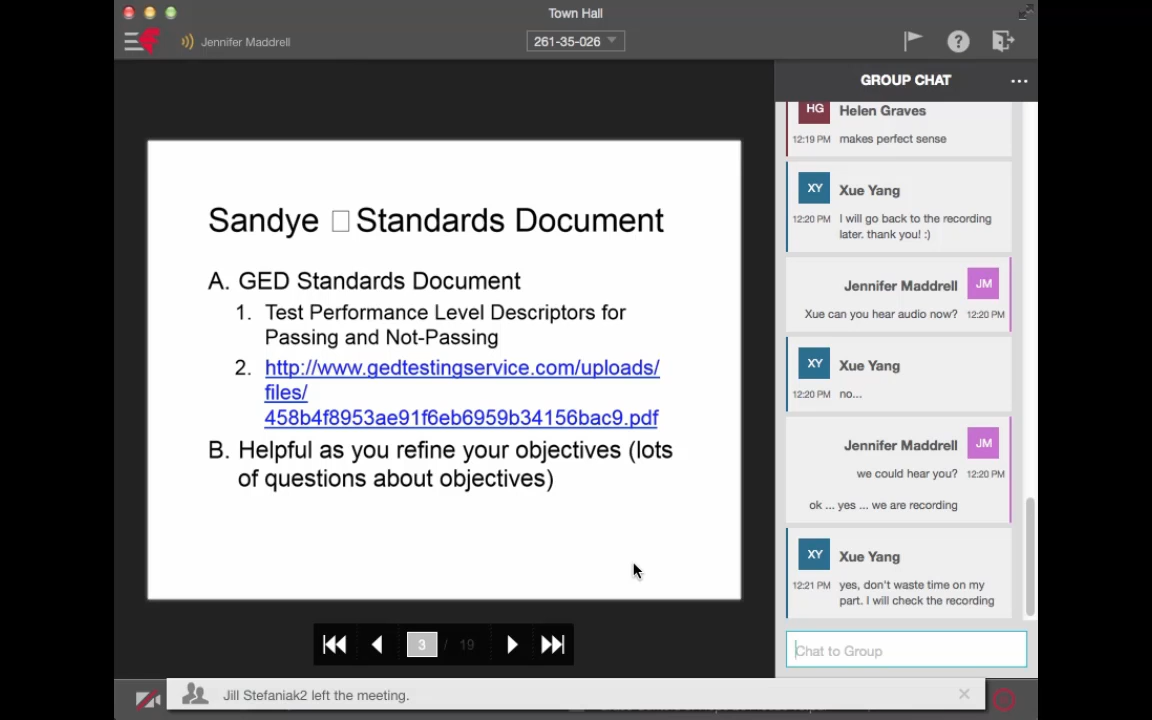 Town Hall
Jennifer Maddrell
261-35-026
?
GROUP CHAT
Sandye □ Standards Document
A. GED Standards Document
1. Test Performance Level Descriptors for
Passing and Not-Passing
2. http://www.gedtestingservice.com/uploads/
files/
458b4f8953ae91f6eb6959b34156bac9.pdf
B. Helpful as you refine your objectives (lots
of questions about objectives)
3 / 19
HG Helen Graves
12:19 PM makes perfect sense
XY Xue Yang
12:20 PM I will go back to the recording
later. thank you! :)
Jennifer Maddrell JM
Xue can you hear audio now? 12:20 PM
XY Xue Yang
12:20 PM no...
Jennifer Maddrell JM
we could hear you? 12:20 PM
ok ... yes ... we are recording
XY Xue Yang
12:21 PM yes, don't waste time on my
part. I will check the recording
Chat to Group
Jill Stefaniak2 left the meeting.